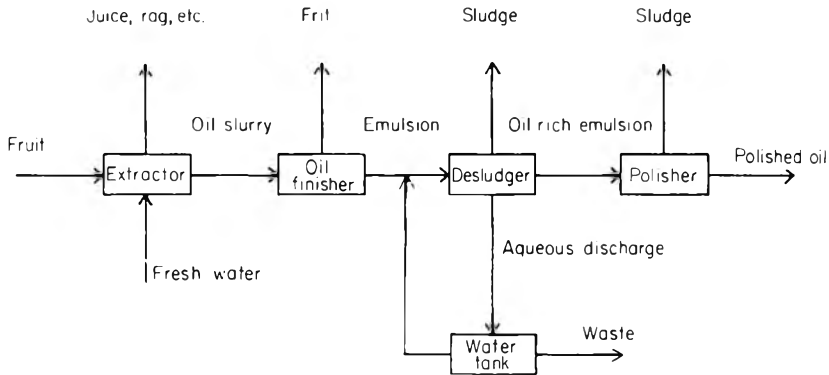 Juice, rag, etc.
Frit
Sludge
Sludge
Oil slurry
Emulsion
Oil rich emulsion
Fruit
Polished oil
Extractor
Oil
finisher
Desludger
Polisher
Aqueous discharge
Fresh water
Waste
Water
tank